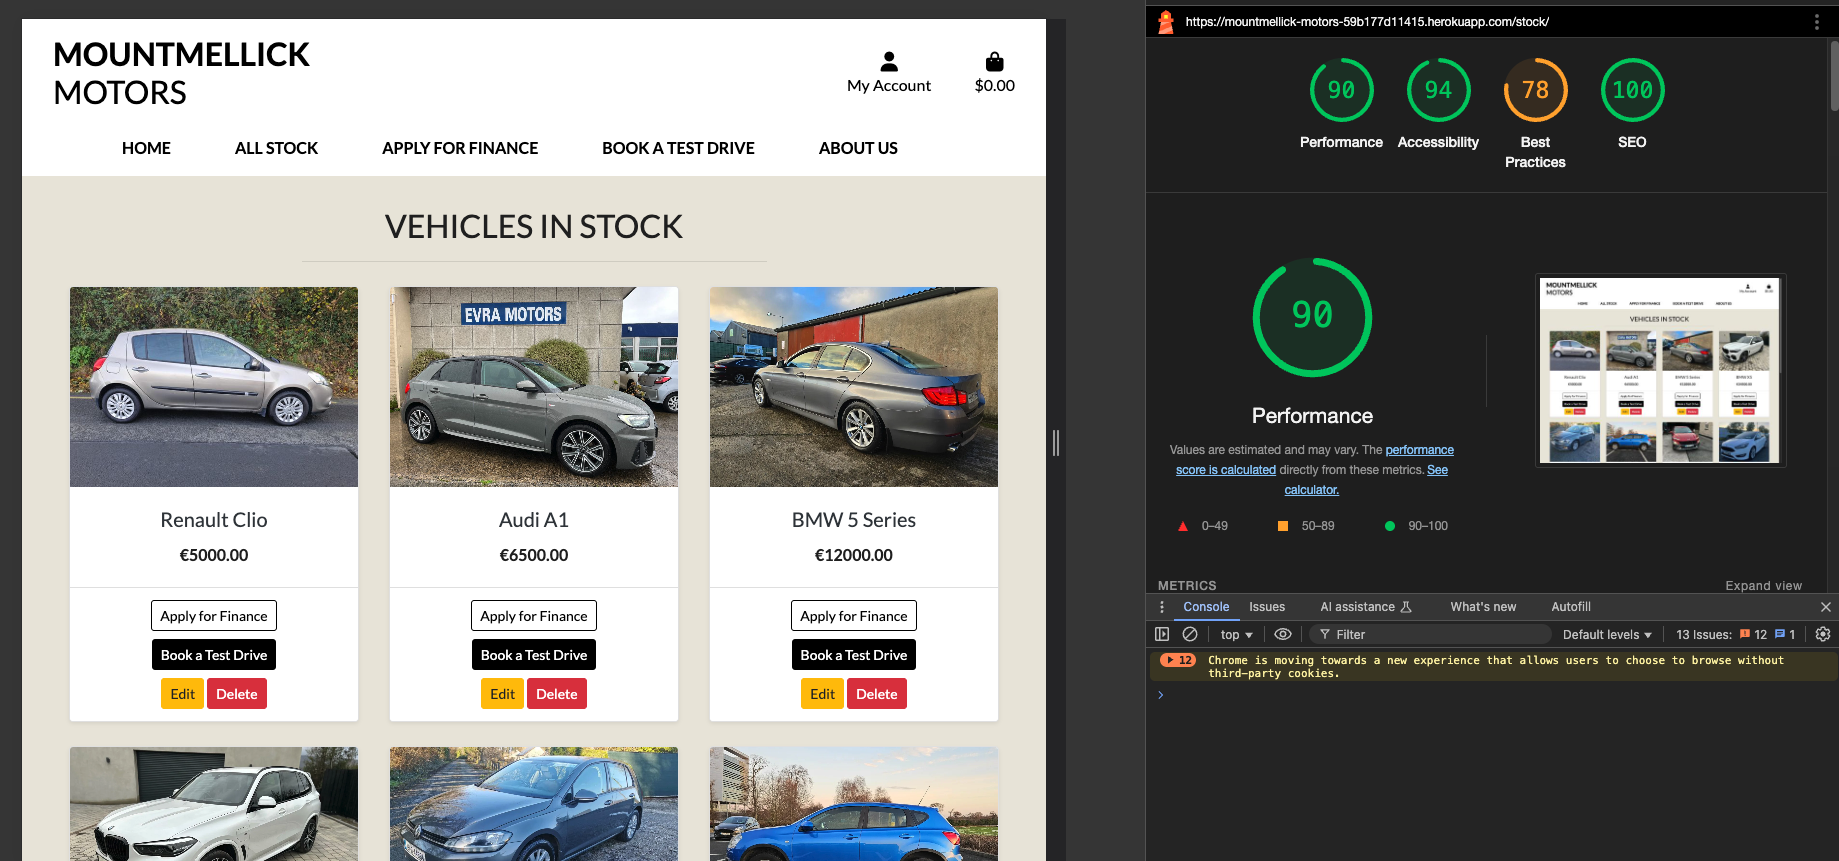 MOUNTMELLICK
MOTORS
My Account
$0.00
HOME
ALL STOCK
APPLY FOR FINANCE
BOOK A TEST DRIVE
ABOUT US
VEHICLES IN STOCK
EVRA MOTORS
Renault Clio
€5000.00
Apply for Finance
Book a Test Drive
Edit
Delete
Audi A1
€6500.00
Apply for Finance
Book a Test Drive
Edit
Delete
BMW 5 Series
€12000.00
Apply for Finance
Book a Test Drive
Edit
Delete
https://mountmellick-motors-59b177d11415.herokuapp.com/stock/
90
Performance
94
Accessibility
78
Best
Practices
100
SEO
90
Performance
Values are estimated and may vary. The performance
score is calculated directly from these metrics. See
calculator.
0–49
50–89
90–100
MOUNTMELLICK
MOTORS
VEHICLES IN STOCK
METRICS
Expand view
Console
Issues
AI assistance
What's new
Autofill
top
Filter
Default levels
13 Issues:
12
1
12
Chrome is moving towards a new experience that allows users to choose to browse without
third-party cookies.